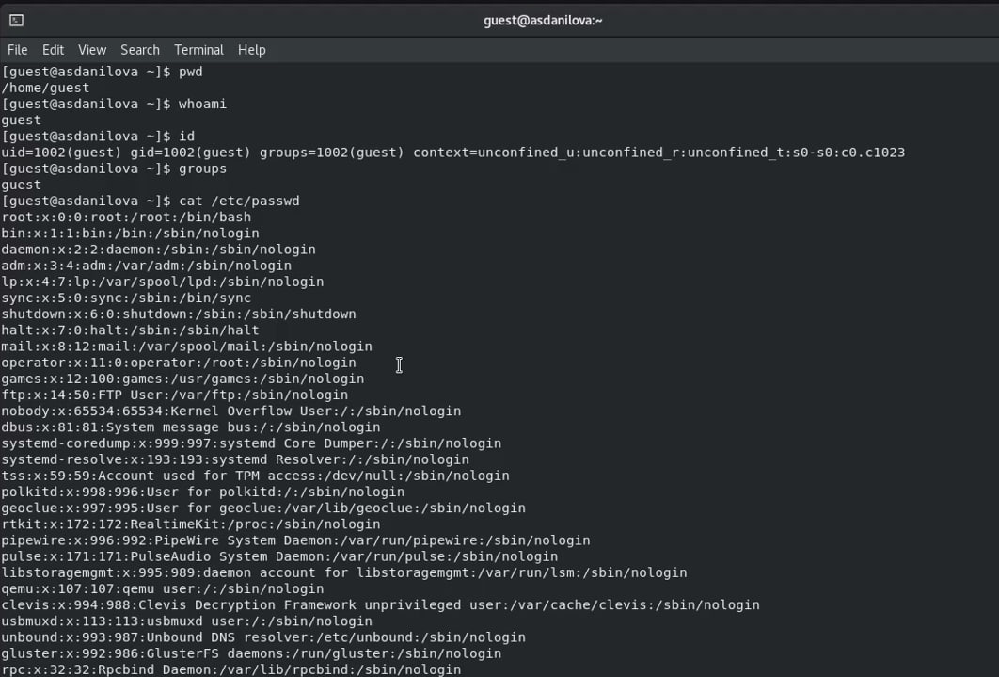 guest@asdanilova:~
File Edit View Search Terminal Help
[guest@asdanilova ~]$ pwd
/home/guest
[guest@asdanilova ~]$ whoami
guest
[guest@asdanilova ~]$ id
uid=1002(guest) gid=1002(guest) groups=1002(guest) context=unconfined_u:unconfined_r:unconfined_t:s0-s0:c0.c1023
[guest@asdanilova ~]$ groups
guest
[guest@asdanilova ~]$ cat /etc/passwd
root:x:0:0:root:/root:/bin/bash
bin:x:1:1:bin:/bin:/sbin/nologin
daemon:x:2:2:daemon:/sbin:/sbin/nologin
adm:x:3:4:adm:/var/adm:/sbin/nologin
lp:x:4:7:lp:/var/spool/lpd:/sbin/nologin
sync:x:5:0:sync:/sbin:/bin/sync
shutdown:x:6:0:shutdown:/sbin:/sbin/shutdown
halt:x:7:0:halt:/sbin:/sbin/halt
mail:x:8:12:mail:/var/spool/mail:/sbin/nologin
operator:x:11:0:operator:/root:/sbin/nologin
games:x:12:100:games:/usr/games:/sbin/nologin
ftp:x:14:50:FTP User:/var/ftp:/sbin/nologin
nobody:x:65534:65534:Kernel Overflow User:/:/sbin/nologin
dbus:x:81:81:System message bus:/:/sbin/nologin
systemd-coredump:x:999:997:systemd Core Dumper:/:/sbin/nologin
systemd-resolve:x:193:193:systemd Resolver:/:/sbin/nologin
tss:x:59:59:Account used for TPM access:/dev/null:/sbin/nologin
polkitd:x:998:996:User for polkitd:/:/sbin/nologin
geoclue:x:997:995:User for geoclue:/var/lib/geoclue:/sbin/nologin
rtkit:x:172:172:RealtimeKit:/proc:/sbin/nologin
pipewire:x:996:992:PipeWire System Daemon:/var/run/pipewire:/sbin/nologin
pulse:x:171:171:PulseAudio System Daemon:/var/run/pulse:/sbin/nologin
libstoragemgmt:x:995:989:daemon account for libstoragemgmt:/var/run/lsm:/sbin/nologin
qemu:x:107:107:qemu user:/:/sbin/nologin
clevis:x:994:988:Clevis Decryption Framework unprivileged user:/var/cache/clevis:/sbin/nologin
usbmuxd:x:113:113:usbmuxd user:/:/sbin/nologin
unbound:x:993:987:Unbound DNS resolver:/etc/unbound:/sbin/nologin
gluster:x:992:986:GlusterFS daemons:/run/gluster:/sbin/nologin
rpc:x:32:32:Rpcbind Daemon:/var/lib/rpcbind:/sbin/nologin